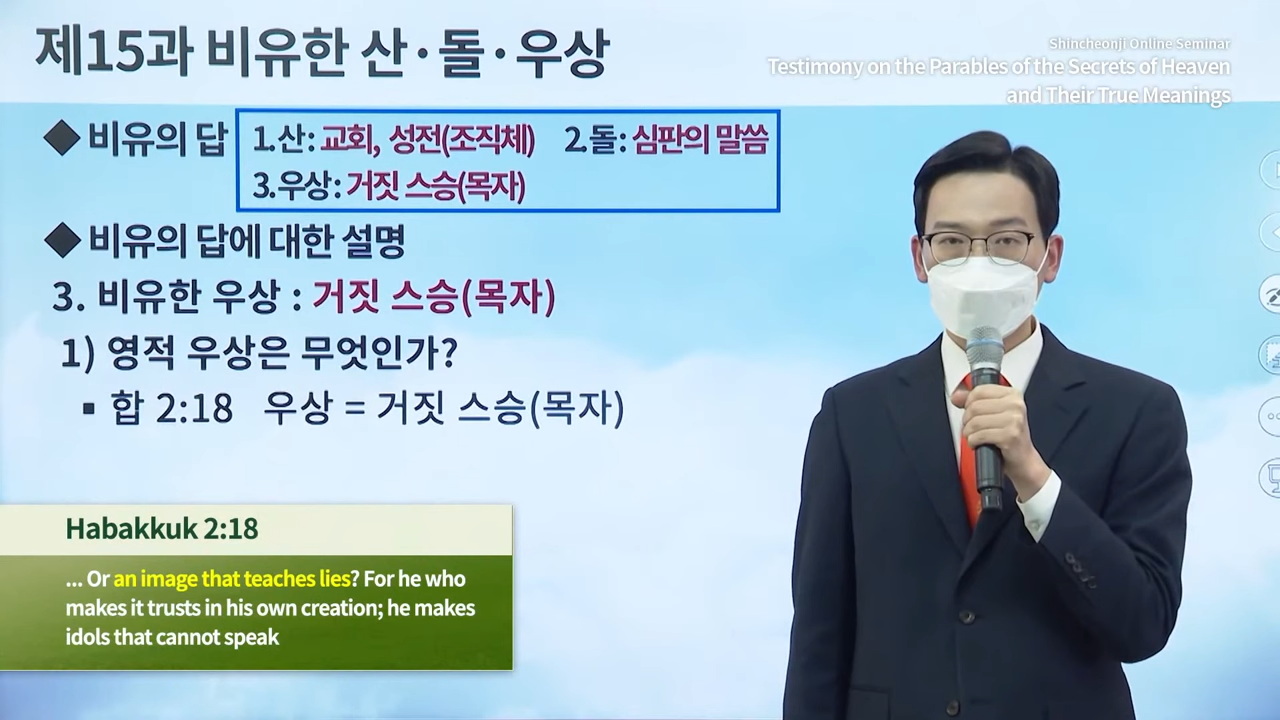 제15과 비유한 산·돌·우상
Shincheonji Online Seminar
Testimony on the Parables of the Secrets of Heaven
and Their True Meanings
◆ 비유의 답 1.산: 교회, 성전(조직체) 2.돌: 심판의 말씀
3.우상: 거짓 스승(목자)
◆ 비유의 답에 대한 설명
3. 비유한 우상 : 거짓 스승(목자)
1) 영적 우상은 무엇인가?
▪ 합 2:18 우상 = 거짓 스승(목자)
Habakkuk 2:18
... Or an image that teaches lies? For he who
makes it trusts in his own creation; he makes
idols that cannot speak